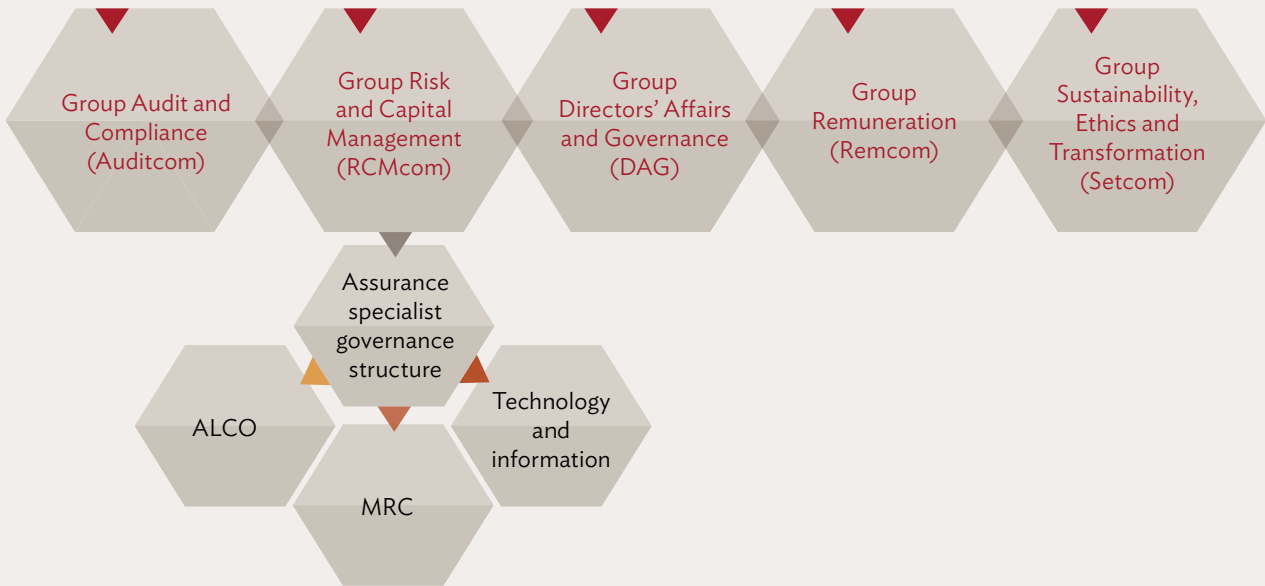 Group Audit and
Compliance
(Auditcom)
Group Risk
and Capital
Management
(RCMcom)
Group
Directors’ Affairs
and Governance
(DAG)
Group
Remuneration
(Remcom)
Group
Sustainability,
Ethics and
Transformation
(Setcom)
Assurance
specialist
governance
structure
ALCO
MRC
Technology
and
information